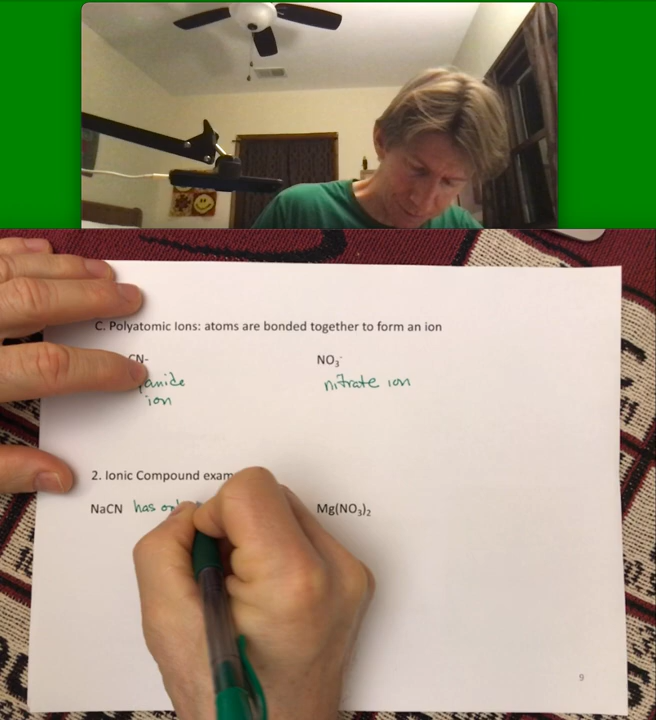 C. Polyatomic Ions: atoms are bonded together to form an ion
CN-
NO₃⁻
nitrate ion
ion
2. Ionic Compound
NaCN has
Mg(NO₃)₂
9